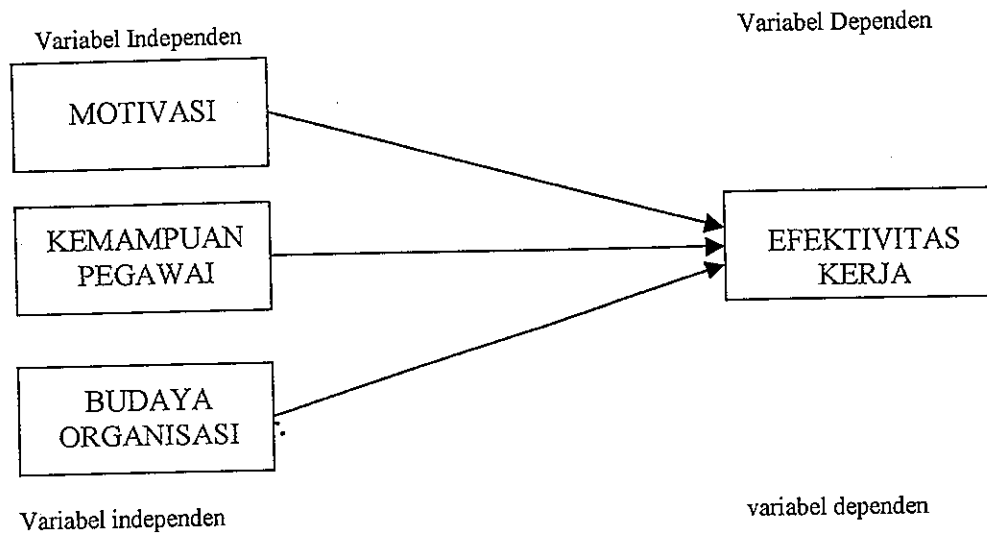 Variabel Independen
Variabel Dependen
MOTIVASI
KEMAMPUAN
PEGAWAI
EFEKTIVITAS
KERJA
BUDAYA
ORGANISASI
Variabel independen
variabel dependen